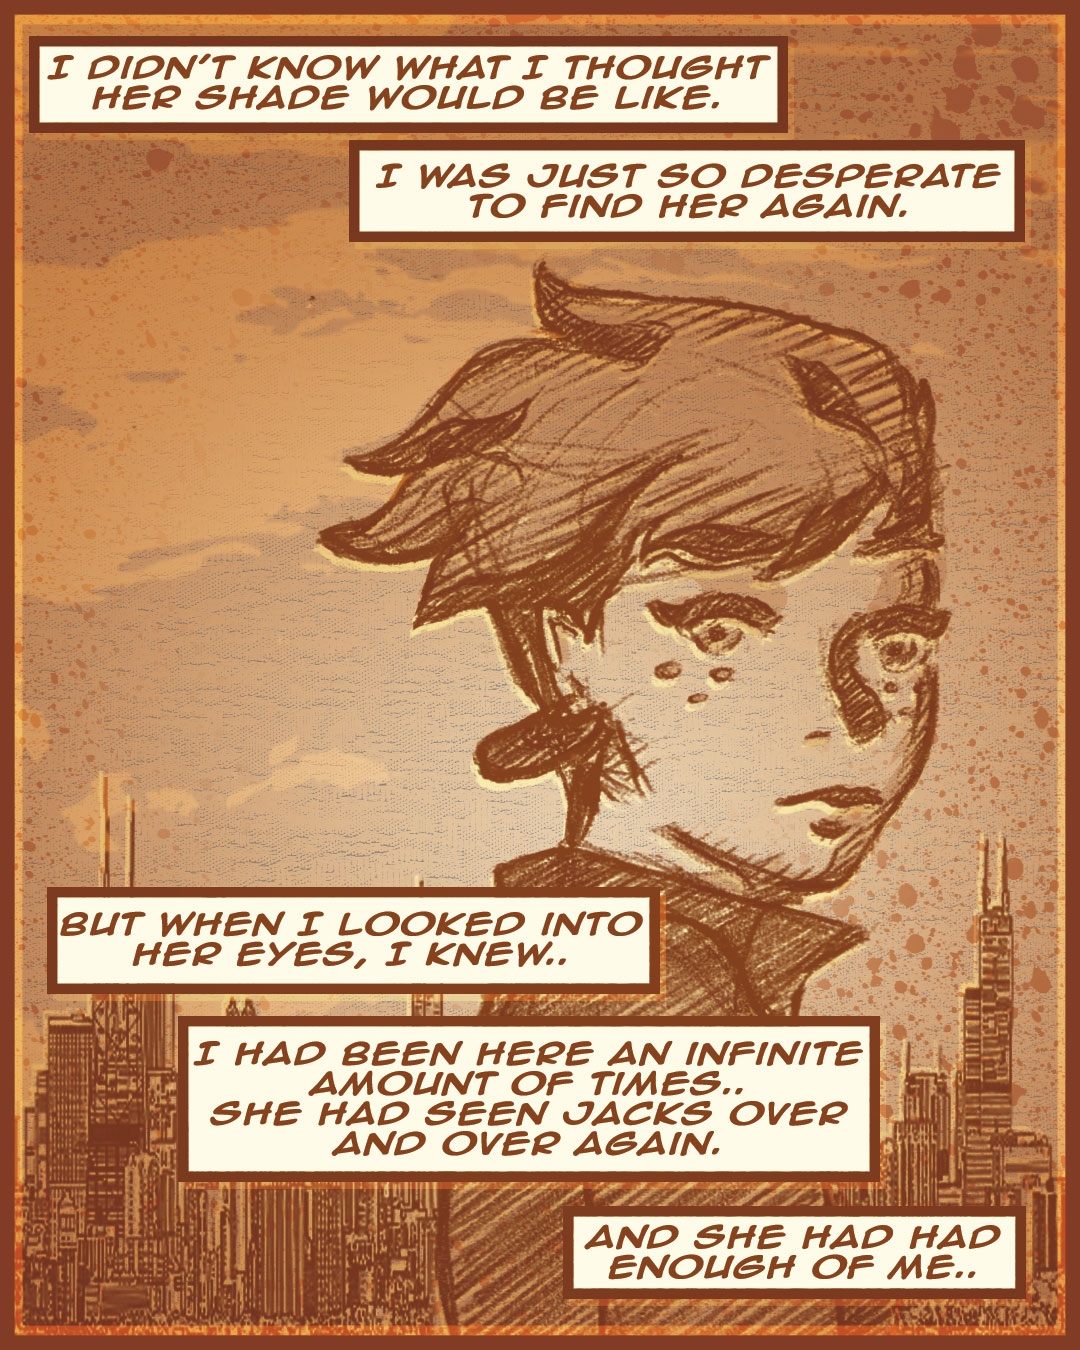 I DIDN'T KNOW WHAT I THOUGHT
HER SHADE WOULD BE LIKE.
I WAS JUST SO DESPERATE
TO FIND HER AGAIN.
BUT WHEN I LOOKED INTO
HER EYES, I KNEW..
I HAD BEEN HERE AN INFINITE
AMOUNT OF TIMES..
SHE HAD SEEN JACKS OVER
AND OVER AGAIN.
AND SHE HAD HAD
ENOUGH OF ME..